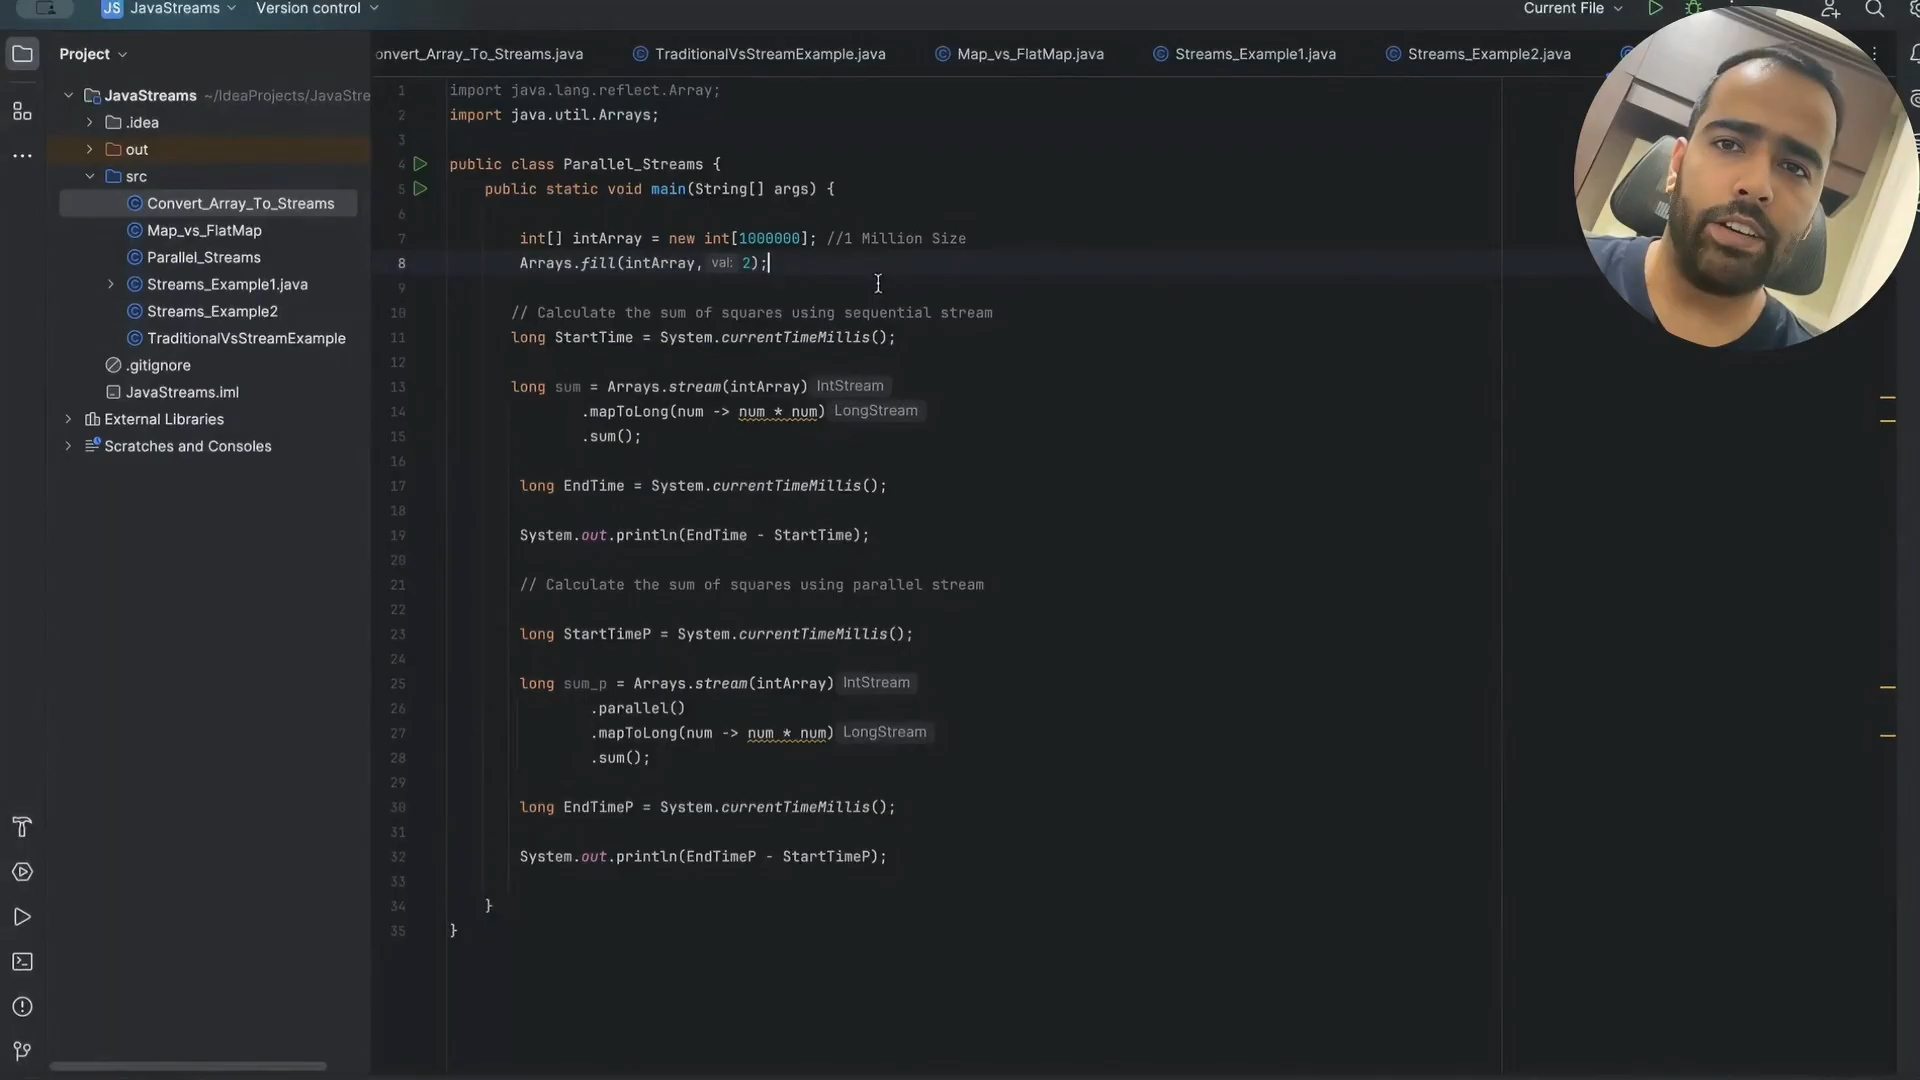 JS JavaStreams Version control Current File
Project
onvert_Array_To_Streams.java TraditionalVsStreamExample.java Map_vs_FlatMap.java Streams_Example1.java Streams_Example2.java
JavaStreams ~/IdeaProjects/JavaStre
.idea
out
src
Convert_Array_To_Streams
Map_vs_FlatMap
Parallel_Streams
Streams_Example1.java
Streams_Example2
TraditionalVsStreamExample
.gitignore
JavaStreams.iml
External Libraries
Scratches and Consoles
1 import java.lang.reflect.Array;
2 import java.util.Arrays;
3
4 public class Parallel_Streams {
5 public static void main(String[] args) {
6
7 int[] intArray = new int[1000000]; //1 Million Size
8 Arrays.fill(intArray, val: 2);
9
10 // Calculate the sum of squares using sequential stream
11 long StartTime = System.currentTimeMillis();
12
13 long sum = Arrays.stream(intArray) IntStream
14 .mapToLong(num -> num * num) LongStream
15 .sum();
16
17 long EndTime = System.currentTimeMillis();
18
19 System.out.println(EndTime - StartTime);
20
21 // Calculate the sum of squares using parallel stream
22
23 long StartTimeP = System.currentTimeMillis();
24
25 long sum_p = Arrays.stream(intArray) IntStream
26 .parallel()
27 .mapToLong(num -> num * num) LongStream
28 .sum();
29
30 long EndTimeP = System.currentTimeMillis();
31
32 System.out.println(EndTimeP - StartTimeP);
33
34 }
35 }